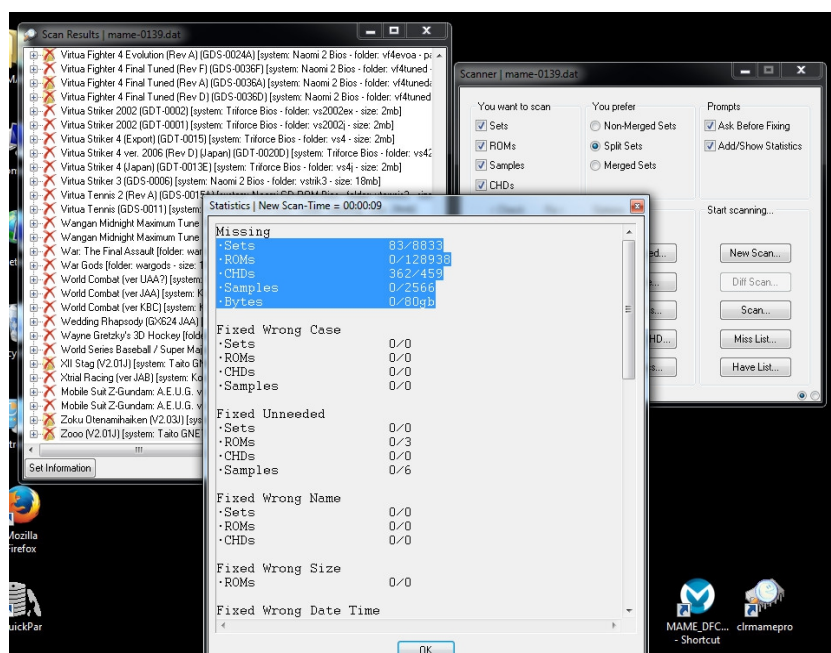 Scan Results | mame-0139.dat
Virtua Fighter 4 Evolution (Rev A) (GDS-0024A) [system: Naomi 2 Bios - folder: vf4evoa - 
Virtua Fighter 4 Final Tuned (Rev F) (GDS-0036F) [system: Naomi 2 Bios - folder: vf4tuned -
Virtua Fighter 4 Final Tuned (Rev A) (GDS-0036A) [system: Naomi 2 Bios - folder: vf4tuneda
Virtua Fighter 4 Final Tuned (Rev D) (GDS-0036D) [system: Naomi 2 Bios - folder: vf4tuned
Virtua Striker 2002 (GDT-0002) [system: Triforce Bios - folder: vs2002ex - size: 2mb]
Virtua Striker 2002 (GDT-0001) [system: Triforce Bios - folder: vs2002j - size: 2mb]
Virtua Striker 4 (Export) (GDT-0015) [system: Triforce Bios - folder: vs4 - size: 2mb]
Virtua Striker 4 ver. 2006 (Rev D) (Japan) (GDT-0020D) [system: Triforce Bios - folder: vs42
Virtua Striker 4 (Japan) (GDT-0013E) [system: Triforce Bios - folder: vs4j - size: 2mb]
Virtua Striker 3 (GDS-0006) [system: Naomi 2 Bios - folder: vstrik3 - size: 18mb]
Virtua Tennis 2 (Rev A) (GDS-0015A)
Virtua Tennis (GDS-0011) [system:
Wangan Midnight Maximum Tune
Wangan Midnight Maximum Tune
War: The Final Assault [folder: war
War Gods [folder: wargods - size: 1
World Combat (ver UAA?) [system:
World Combat (ver JAA) [system: K
World Combat (ver KBC) [system: K
Wedding Rhapsody (GX624 JAA) [
Wayne Gretzky's 3D Hockey [fold
World Series Baseball / Super Maj
XII Stag (V2.01J) [system: Taito GN
Xtrial Racing (ver JAB) [system: Ko
Mobile Suit Z-Gundam: A.E.U.G. v
Mobile Suit Z-Gundam: A.E.U.G. v
Zoku Otenamihaiken (V2.03J) [sys
Zooo (V2.01J) [system: Taito GNE
Set Information
Scanner | mame-0139.dat
You want to scan
Sets
ROMs
Samples
CHDs
You prefer
Non-Merged Sets
Split Sets
Merged Sets
Prompts
Ask Before Fixing
Add/Show Statistics
Start scanning...
New Scan...
Diff Scan...
Scan...
Miss List...
Have List...
Statistics | New Scan-Time = 00:00:09
Missing
·Sets 83/8833
·ROMs 0/128938
·CHDs 362/459
·Samples 0/2566
·Bytes 0/80gb
Fixed Wrong Case
·Sets 0/0
·ROMs 0/0
·CHDs 0/0
·Samples 0/0
Fixed Unneeded
·Sets 0/0
·ROMs 0/3
·CHDs 0/0
·Samples 0/6
Fixed Wrong Name
·Sets 0/0
·ROMs 0/0
·CHDs 0/0
Fixed Wrong Size
·ROMs 0/0
Fixed Wrong Date Time
OK
Mozilla
Firefox
QuickPar
MAME_DFC...
- Shortcut
clrmamepro